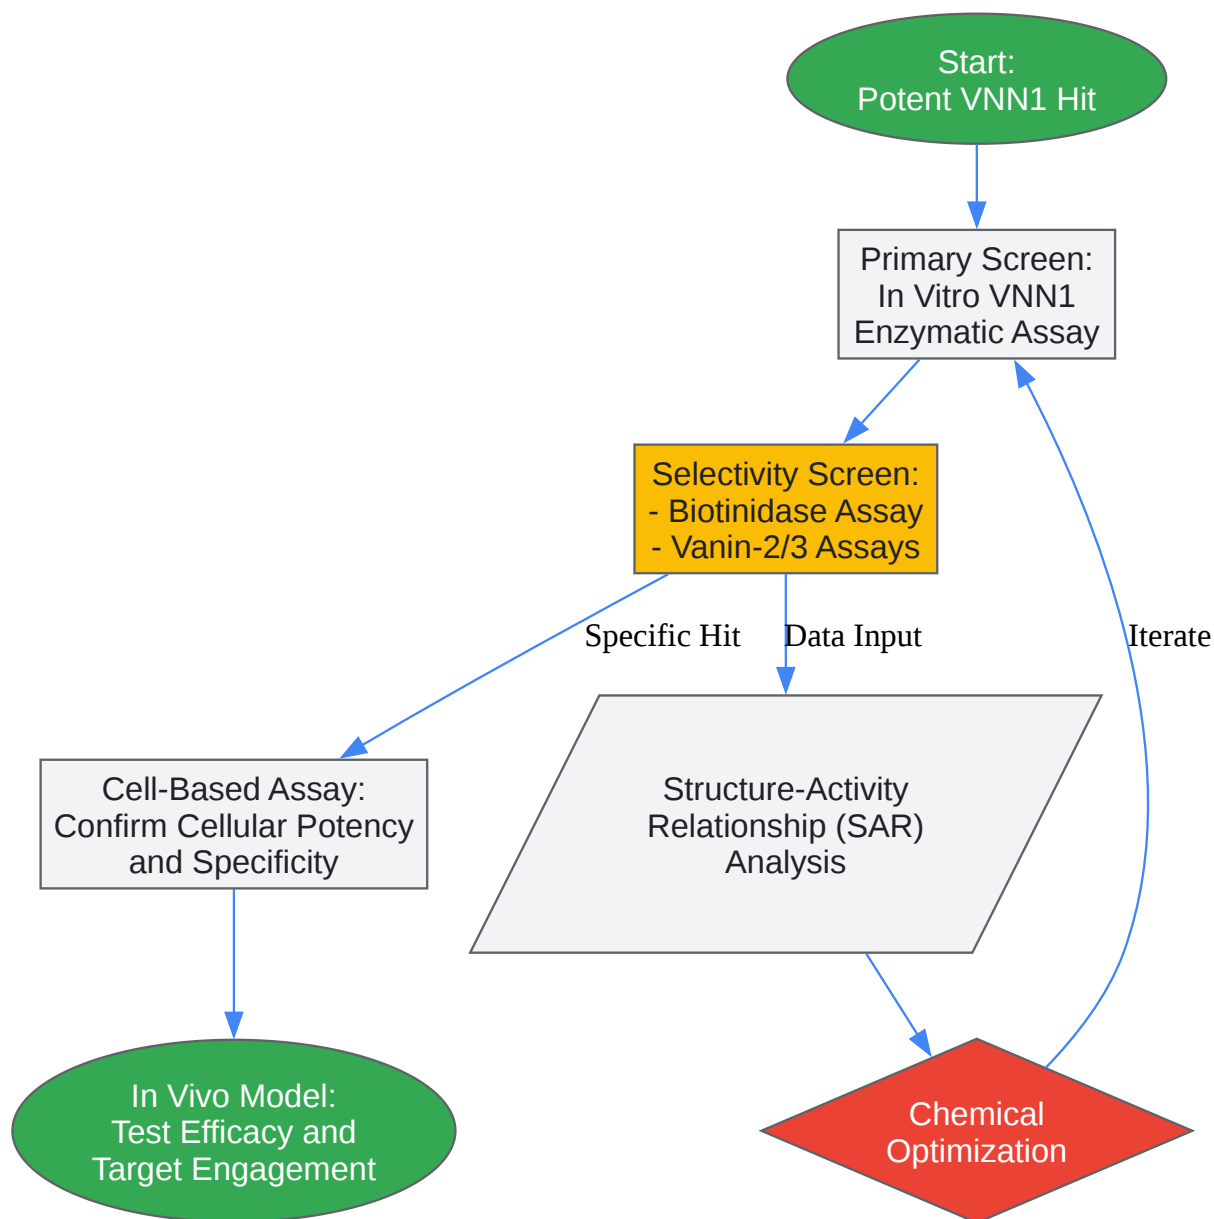 Start:
Potent VNN1 Hit
Primary Screen:
In Vitro VNN1
Enzymatic Assay
Selectivity Screen:
- Biotinidase Assay
- Vanin-2/3 Assays
Specific Hit
Data Input
Iterate
Cell-Based Assay:
Confirm Cellular Potency
and Specificity
Structure-Activity
Relationship (SAR)
Analysis
In Vivo Model:
Test Efficacy and
Target Engagement
Chemical
Optimization